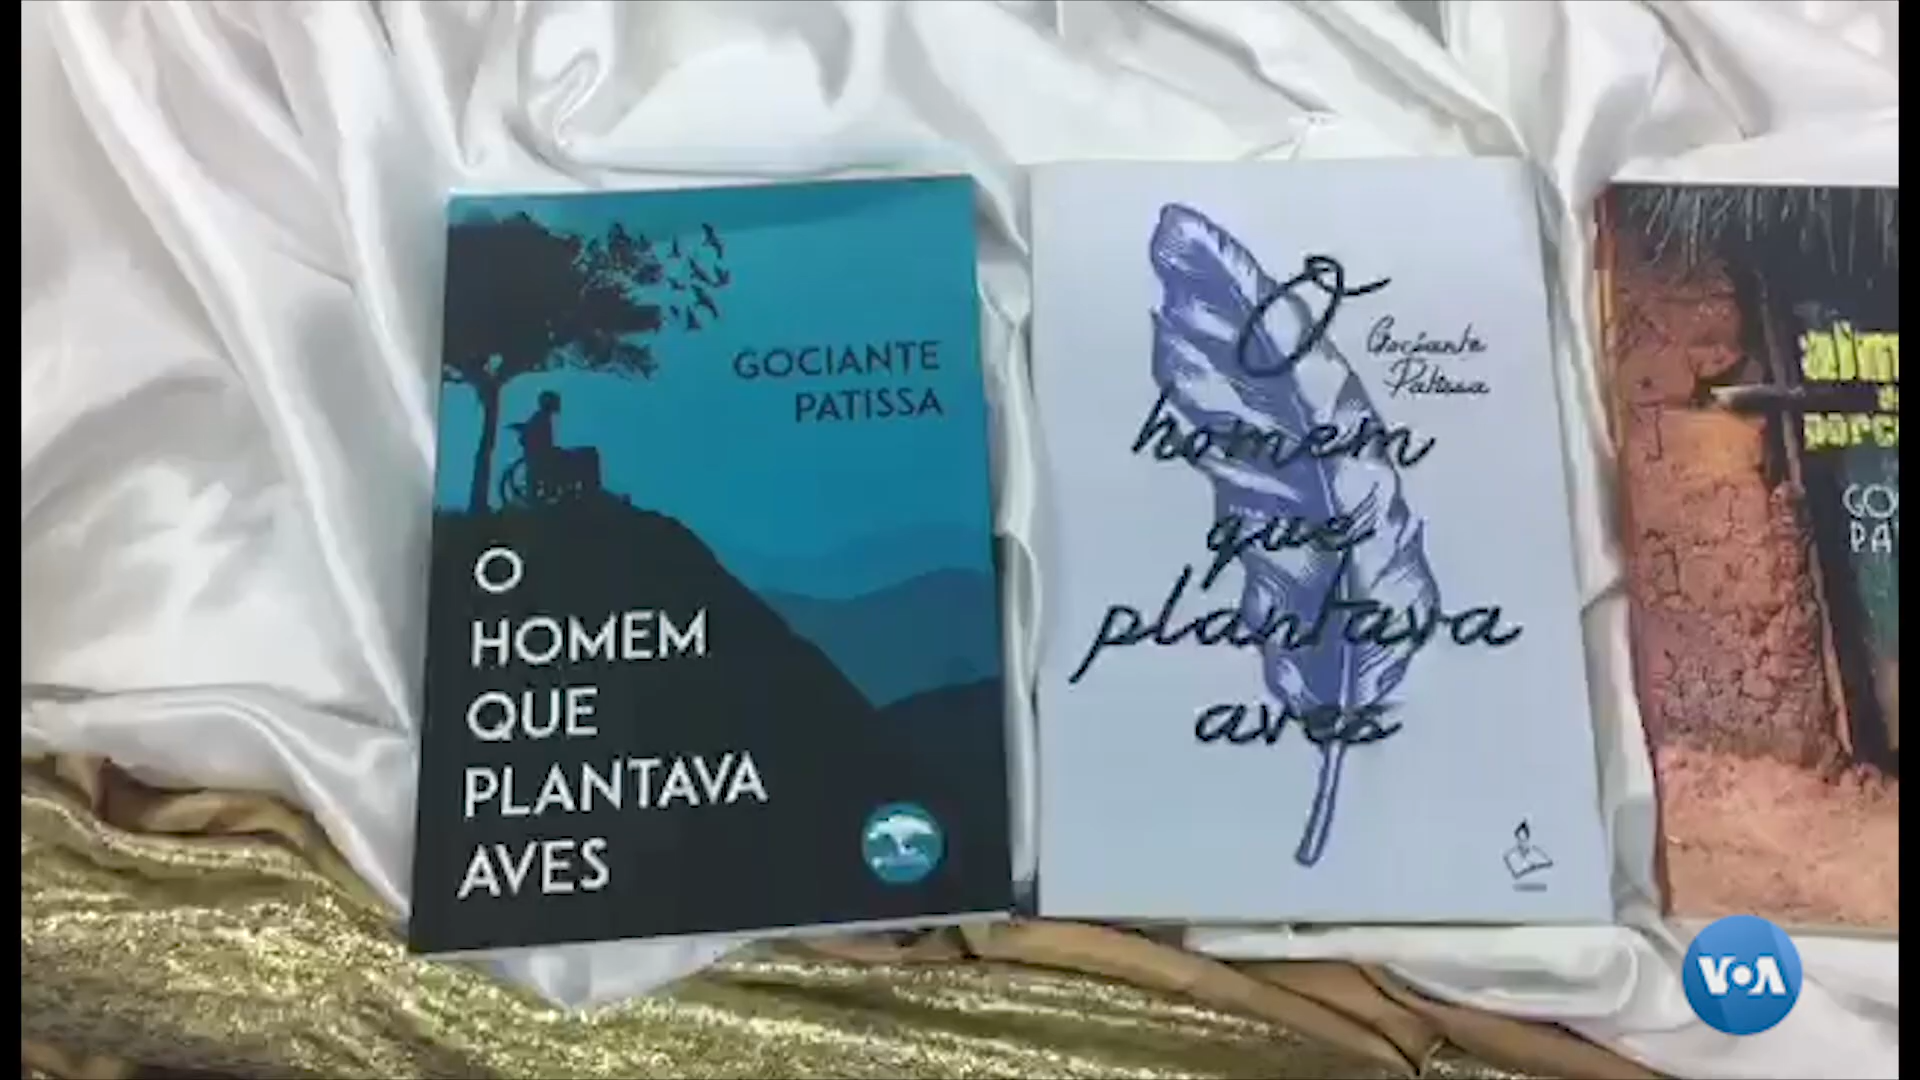 GOCIANTE
PATISSA
O
HOMEM
QUE
PLANTAVA
AVES
O
Gociante
Patissa
homem
que
plantava
aves
VOA